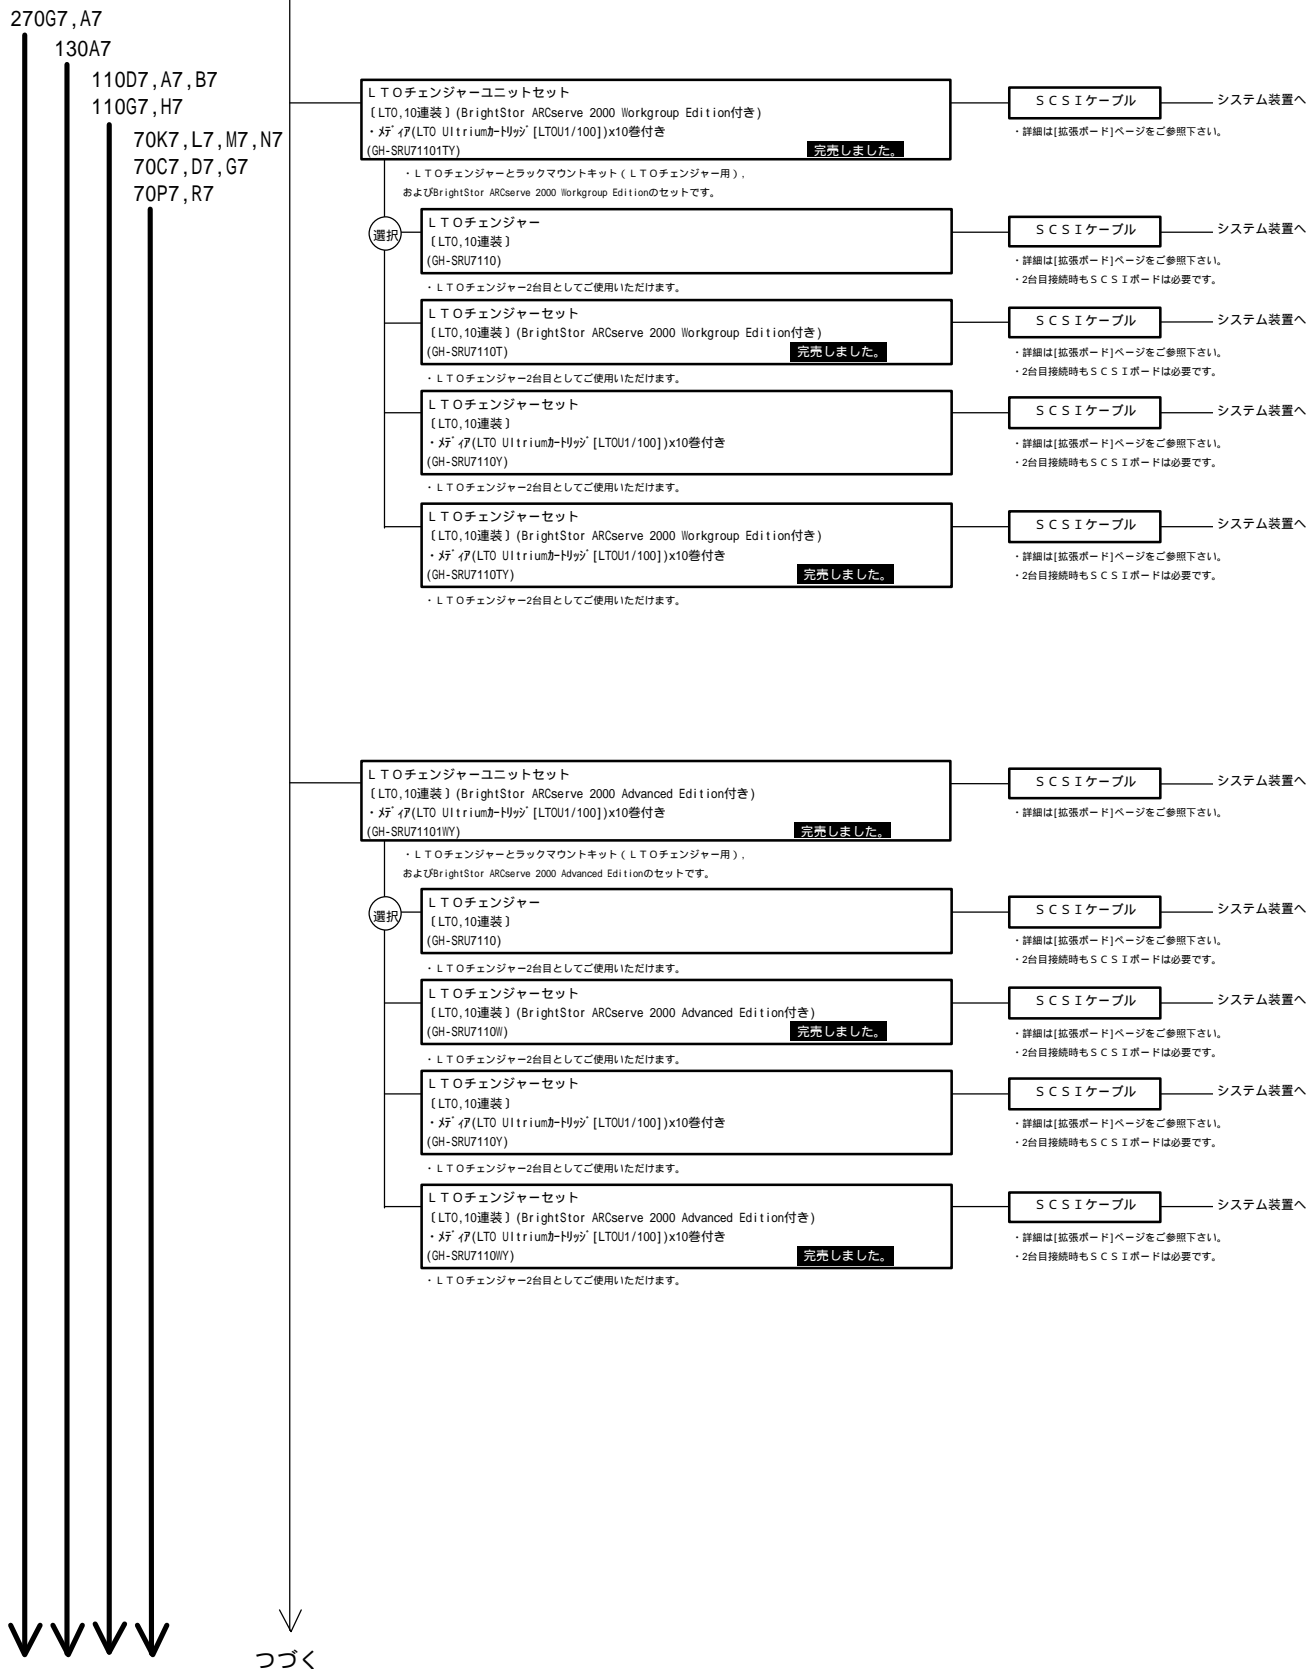 270G7,A7
130A7
110D7,A7,B7
110G7,H7
70K7,L7,M7,N7
70C7,D7,G7
70P7,R7
ＬＴＯチェンジャーユニットセット
〔LTO,10連装〕(BrightStor ARCserve 2000 Workgroup Edition付き)
・ﾒﾃﾞｨｱ(LTO Ultriumｶｰﾄﾘｯｼﾞ[LTOU1/100])x10巻付き
(GH-SRU71101TY) 完売しました。
ＳＣＳＩケーブル システム装置へ
・詳細は[拡張ボード]ページをご参照下さい。
・ＬＴＯチェンジャーとラックマウントキット（ＬＴＯチェンジャー用）,
およびBrightStor ARCserve 2000 Workgroup Editionのセットです。
選択
ＬＴＯチェンジャー
〔LTO,10連装〕
(GH-SRU7110)
ＳＣＳＩケーブル システム装置へ
・詳細は[拡張ボード]ページをご参照下さい。
・2台目接続時もＳＣＳＩボードは必要です。
・ＬＴＯチェンジャー2台目としてご使用いただけます。
ＬＴＯチェンジャーセット
〔LTO,10連装〕(BrightStor ARCserve 2000 Workgroup Edition付き)
(GH-SRU7110T) 完売しました。
ＳＣＳＩケーブル システム装置へ
・詳細は[拡張ボード]ページをご参照下さい。
・2台目接続時もＳＣＳＩボードは必要です。
・ＬＴＯチェンジャー2台目としてご使用いただけます。
ＬＴＯチェンジャーセット
〔LTO,10連装〕
・ﾒﾃﾞｨｱ(LTO Ultriumｶｰﾄﾘｯｼﾞ[LTOU1/100])x10巻付き
(GH-SRU7110Y)
ＳＣＳＩケーブル システム装置へ
・詳細は[拡張ボード]ページをご参照下さい。
・2台目接続時もＳＣＳＩボードは必要です。
・ＬＴＯチェンジャー2台目としてご使用いただけます。
ＬＴＯチェンジャーセット
〔LTO,10連装〕(BrightStor ARCserve 2000 Workgroup Edition付き)
・ﾒﾃﾞｨｱ(LTO Ultriumｶｰﾄﾘｯｼﾞ[LTOU1/100])x10巻付き
(GH-SRU7110TY) 完売しました。
ＳＣＳＩケーブル システム装置へ
・詳細は[拡張ボード]ページをご参照下さい。
・2台目接続時もＳＣＳＩボードは必要です。
・ＬＴＯチェンジャー2台目としてご使用いただけます。
ＬＴＯチェンジャーユニットセット
〔LTO,10連装〕(BrightStor ARCserve 2000 Advanced Edition付き)
・ﾒﾃﾞｨｱ(LTO Ultriumｶｰﾄﾘｯｼﾞ[LTOU1/100])x10巻付き
(GH-SRU71101WY) 完売しました。
ＳＣＳＩケーブル システム装置へ
・詳細は[拡張ボード]ページをご参照下さい。
・ＬＴＯチェンジャーとラックマウントキット（ＬＴＯチェンジャー用）,
およびBrightStor ARCserve 2000 Advanced Editionのセットです。
選択
ＬＴＯチェンジャー
〔LTO,10連装〕
(GH-SRU7110)
ＳＣＳＩケーブル システム装置へ
・詳細は[拡張ボード]ページをご参照下さい。
・2台目接続時もＳＣＳＩボードは必要です。
・ＬＴＯチェンジャー2台目としてご使用いただけます。
ＬＴＯチェンジャーセット
〔LTO,10連装〕(BrightStor ARCserve 2000 Advanced Edition付き)
(GH-SRU7110W) 完売しました。
ＳＣＳＩケーブル システム装置へ
・詳細は[拡張ボード]ページをご参照下さい。
・2台目接続時もＳＣＳＩボードは必要です。
・ＬＴＯチェンジャー2台目としてご使用いただけます。
ＬＴＯチェンジャーセット
〔LTO,10連装〕
・ﾒﾃﾞｨｱ(LTO Ultriumｶｰﾄﾘｯｼﾞ[LTOU1/100])x10巻付き
(GH-SRU7110Y)
ＳＣＳＩケーブル システム装置へ
・詳細は[拡張ボード]ページをご参照下さい。
・2台目接続時もＳＣＳＩボードは必要です。
・ＬＴＯチェンジャー2台目としてご使用いただけます。
ＬＴＯチェンジャーセット
〔LTO,10連装〕(BrightStor ARCserve 2000 Advanced Edition付き)
・ﾒﾃﾞｨｱ(LTO Ultriumｶｰﾄﾘｯｼﾞ[LTOU1/100])x10巻付き
(GH-SRU7110WY) 完売しました。
ＳＣＳＩケーブル システム装置へ
・詳細は[拡張ボード]ページをご参照下さい。
・2台目接続時もＳＣＳＩボードは必要です。
・ＬＴＯチェンジャー2台目としてご使用いただけます。
つづく